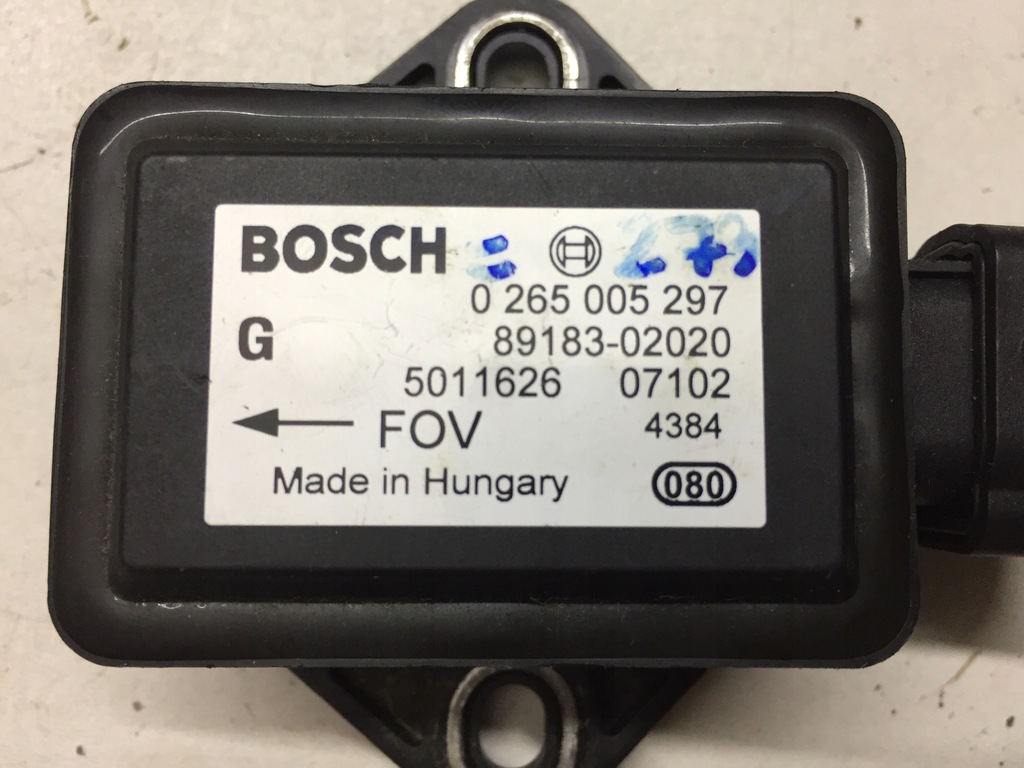 BOSCH
0 265 005 297
G 89183-02020
5011626 07102
FOV 4384
Made in Hungary 080